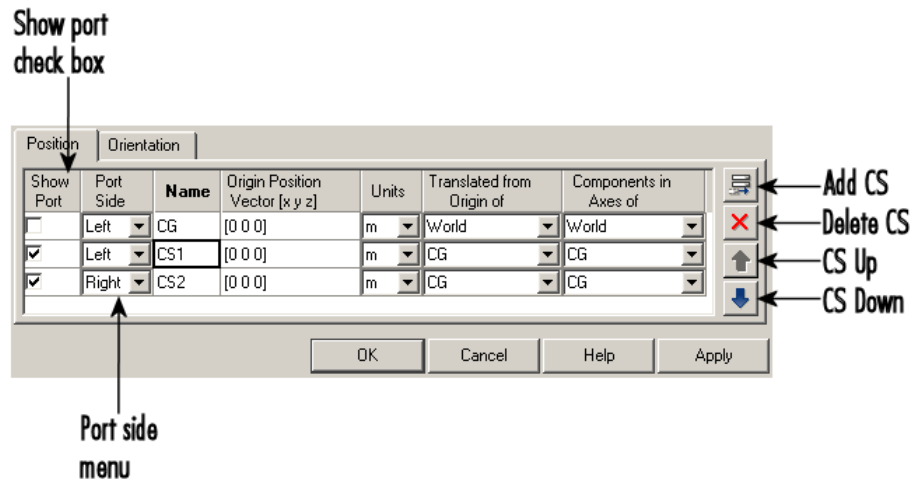 Show port
check box
Position Orientation
Show Port Port Side Name Origin Position Vector [x y z] Units Translated from Origin of Components in Axes of
Left CG [0 0 0] m World World
Left CS1 [0 0 0] m CG CG
Right CS2 [0 0 0] m CG CG
Add CS
Delete CS
CS Up
CS Down
OK Cancel Help Apply
Port side
menu